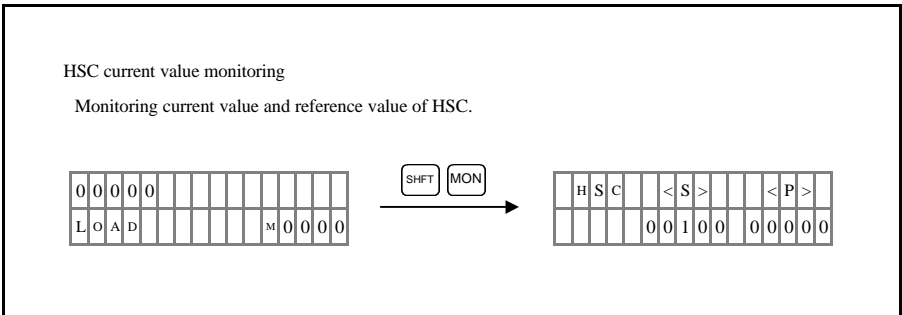 HSC current value monitoring
Monitoring current value and reference value of HSC.
00000
LOAD M0000
SHFT MON
HSC <S> <P>
00100 00000